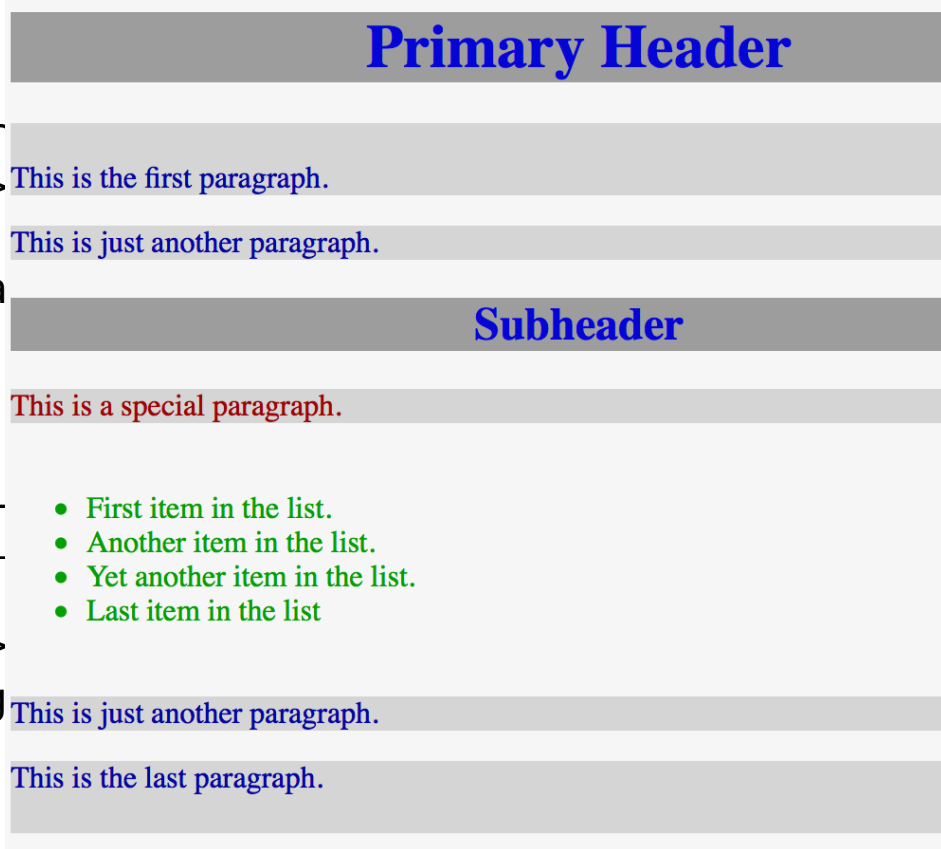 Primary Header
This is the first paragraph.
This is just another paragraph.
Subheader
This is a special paragraph.
• First item in the list.
• Another item in the list.
• Yet another item in the list.
• Last item in the list
This is just another paragraph.
This is the last paragraph.